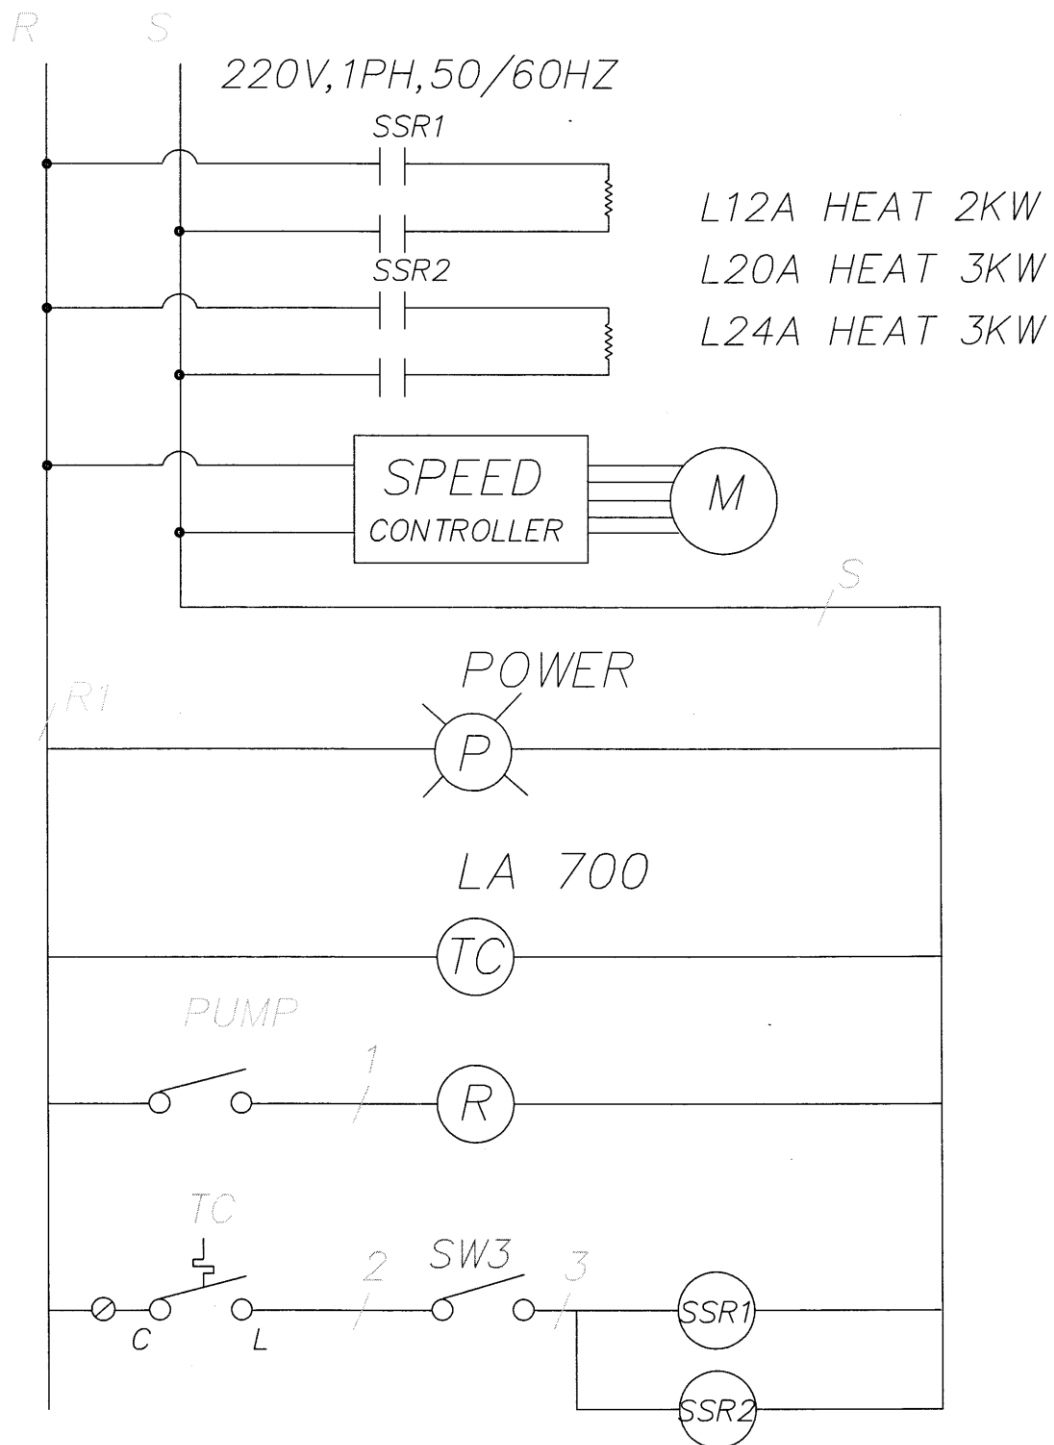 R S
220V,1PH,50/60HZ
SSR1
L12A HEAT 2KW
SSR2
L20A HEAT 3KW
L24A HEAT 3KW
SPEED
CONTROLLER
M
S
POWER
R1
P
LA 700
TC
PUMP
1
R
TC
2
SW3
3
C
L
SSR1
SSR2